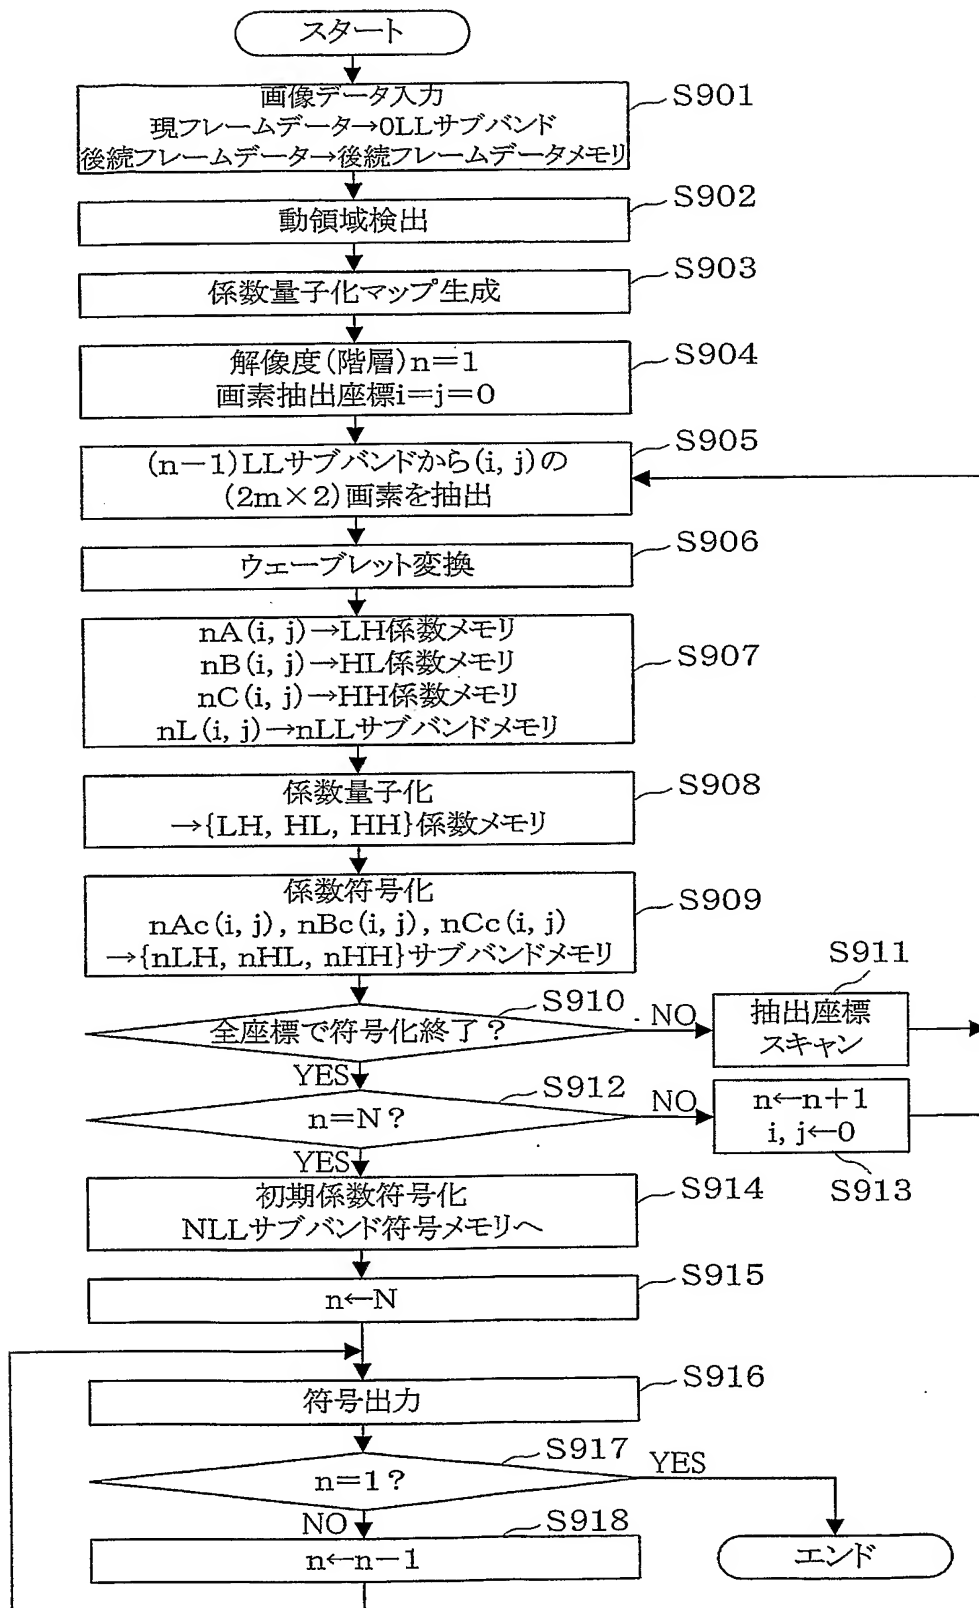 スタート
画像データ入力
現フレームデータ→0LLサブバンド
後続フレームデータ→後続フレームデータメモリ
S901
動領域検出
S902
係数量子化マップ生成
S903
解像度(階層)n=1
画素抽出座標i=j=0
S904
(n-1)LLサブバンドから(i, j)の
(2m×2)画素を抽出
S905
ウェーブレット変換
S906
nA(i, j)→LH係数メモリ
nB(i, j)→HL係数メモリ
nC(i, j)→HH係数メモリ
nL(i, j)→nLLサブバンドメモリ
S907
係数量子化
→{LH, HL, HH}係数メモリ
S908
係数符号化
nAc(i, j), nBc(i, j), nCc(i, j)
→{nLH, nHL, nHH}サブバンドメモリ
S909
全座標で符号化終了?
S910
NO
抽出座標
スキャン
S911
YES
n=N?
S912
NO
n←n+1
i, j←0
S913
YES
初期係数符号化
NLLサブバンド符号メモリへ
S914
n←N
S915
符号出力
S916
n=1?
S917
YES
NO
n←n-1
S918
エンド